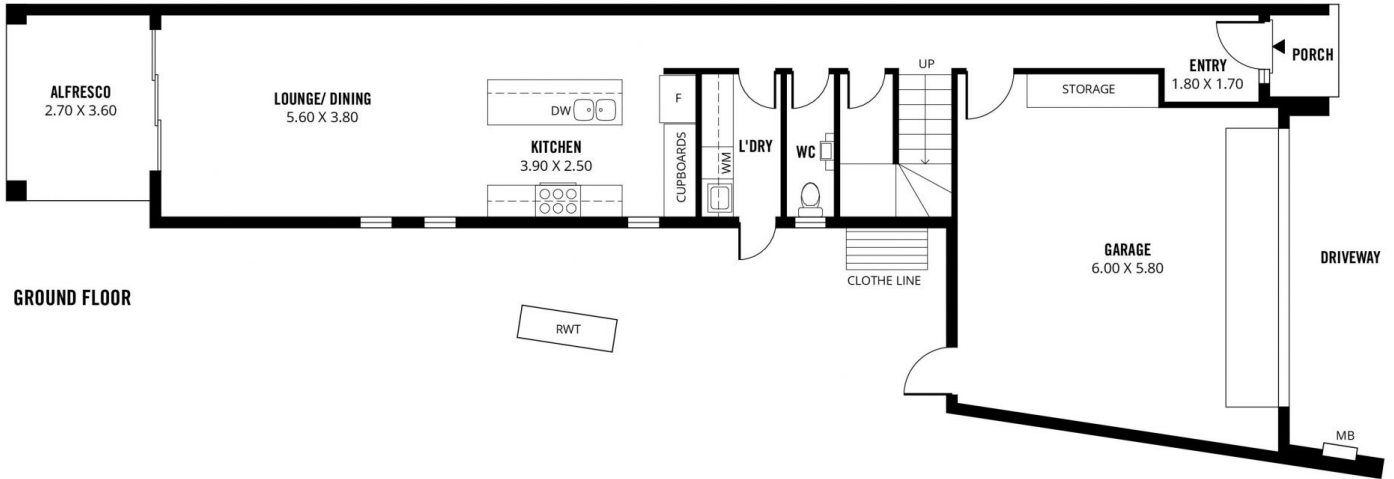 UP
ENTRY
1.80 X 1.70
PORCH
ALFRESCO
2.70 X 3.60
LOUNGE/ DINING
5.60 X 3.80
DW
F
STORAGE
KITCHEN
3.90 X 2.50
CUPBOARDS
WM
L'DRY
WC
GARAGE
6.00 X 5.80
DRIVEWAY
CLOTHE LINE
GROUND FLOOR
RWT
MB